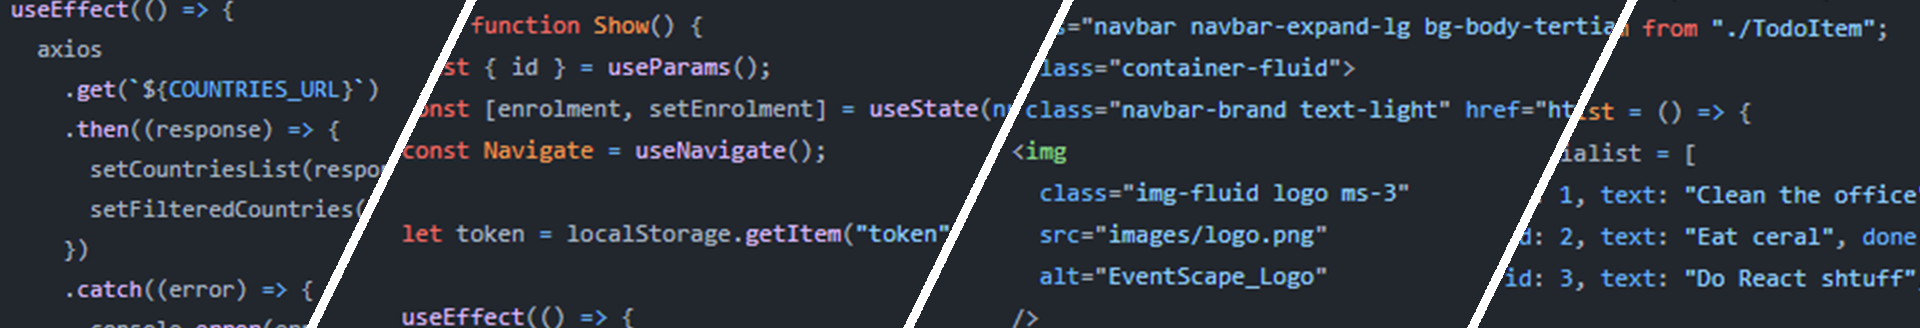 useEffect(() => {
axios
.get(`${COUNTRIES_URL}`)
.then((response) => {
setCountriesList(respo
setFilteredCountries(
})
.catch((error) => {
function Show() {
st { id } = useParams();
onst [enrolment, setEnrolment] = useState(n
const Navigate = useNavigate();
let token = localStorage.getItem("token"
useEffect(() => {
="navbar navbar-expand-lg bg-body-tertia
lass="container-fluid">
class="navbar-brand text-light" href="ht
<img
class="img-fluid logo ms-3"
src="images/logo.png"
alt="EventScape_Logo"
/>
from "./TodoItem";
st = () => {
ialist = [
1, text: "Clean the office"
d: 2, text: "Eat ceral", done
id: 3, text: "Do React shtuff"